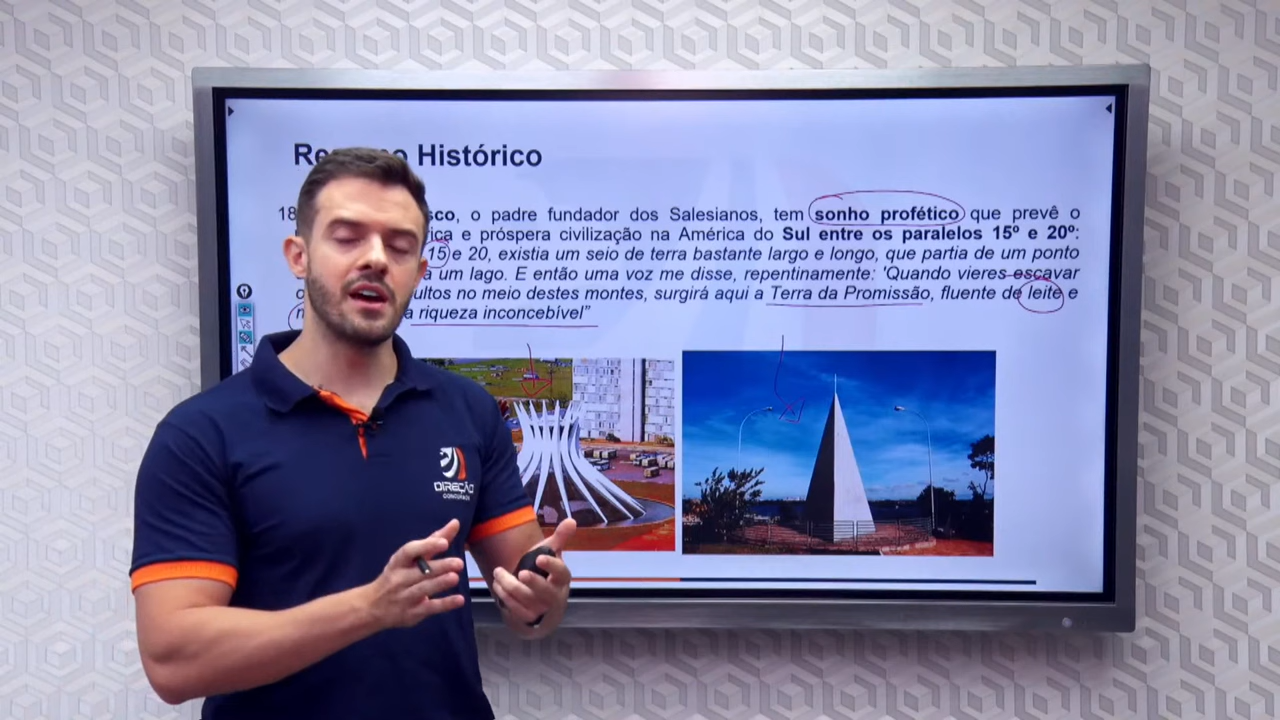 Histórico
18
sco, o padre fundador dos Salesianos, tem sonho profético que prevê o
ica e próspera civilização na América do Sul entre os paralelos 15º e 20º:
15 e 20, existia um seio de terra bastante largo e longo, que partia de um ponto
a um lago. E então uma voz me disse, repentinamente: 'Quando vieres escavar
ultos no meio destes montes, surgirá aqui a Terra da Promissão, fluente de leite e
a riqueza inconcebível”
DIREÇÃO
CONCURSOS